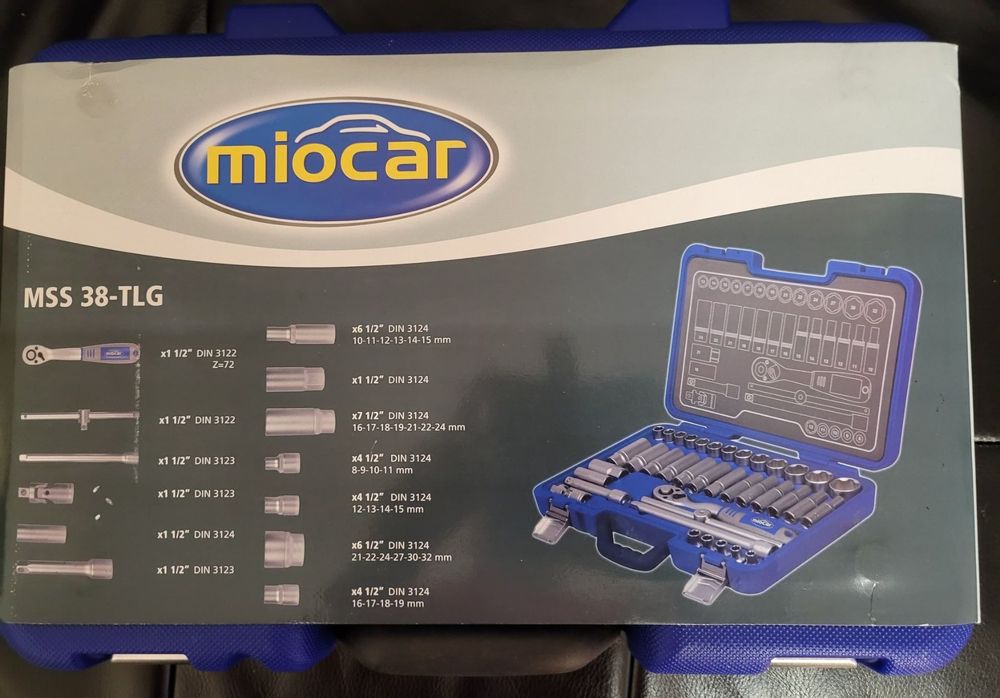 miocar
MSS 38-TLG
x1 1/2" DIN 3122
Z=72
x1 1/2" DIN 3122
x1 1/2" DIN 3123
x1 1/2" DIN 3123
x1 1/2" DIN 3124
x1 1/2" DIN 3123
x6 1/2" DIN 3124
10-11-12-13-14-15 mm
x1 1/2" DIN 3124
x7 1/2" DIN 3124
16-17-18-19-21-22-24 mm
x4 1/2" DIN 3124
8-9-10-11 mm
x4 1/2" DIN 3124
12-13-14-15 mm
x6 1/2" DIN 3124
21-22-24-27-30-32 mm
x4 1/2" DIN 3124
16-17-18-19 mm
miocar
miocar